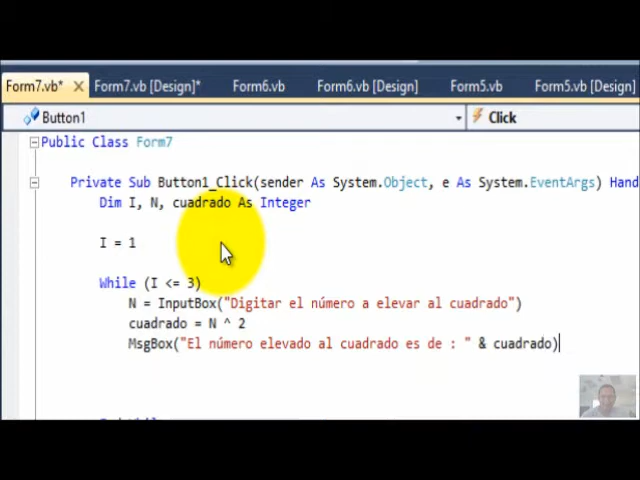 Form7.vb* Form7.vb [Design]* Form6.vb Form6.vb [Design] Form5.vb Form5.vb [Design]
Button1 Click
Public Class Form7
Private Sub Button1_Click(sender As System.Object, e As System.EventArgs) Hand
Dim I, N, cuadrado As Integer
I = 1
While (I <= 3)
N = InputBox("Digitar el número a elevar al cuadrado")
cuadrado = N ^ 2
MsgBox("El número elevado al cuadrado es de : " & cuadrado)